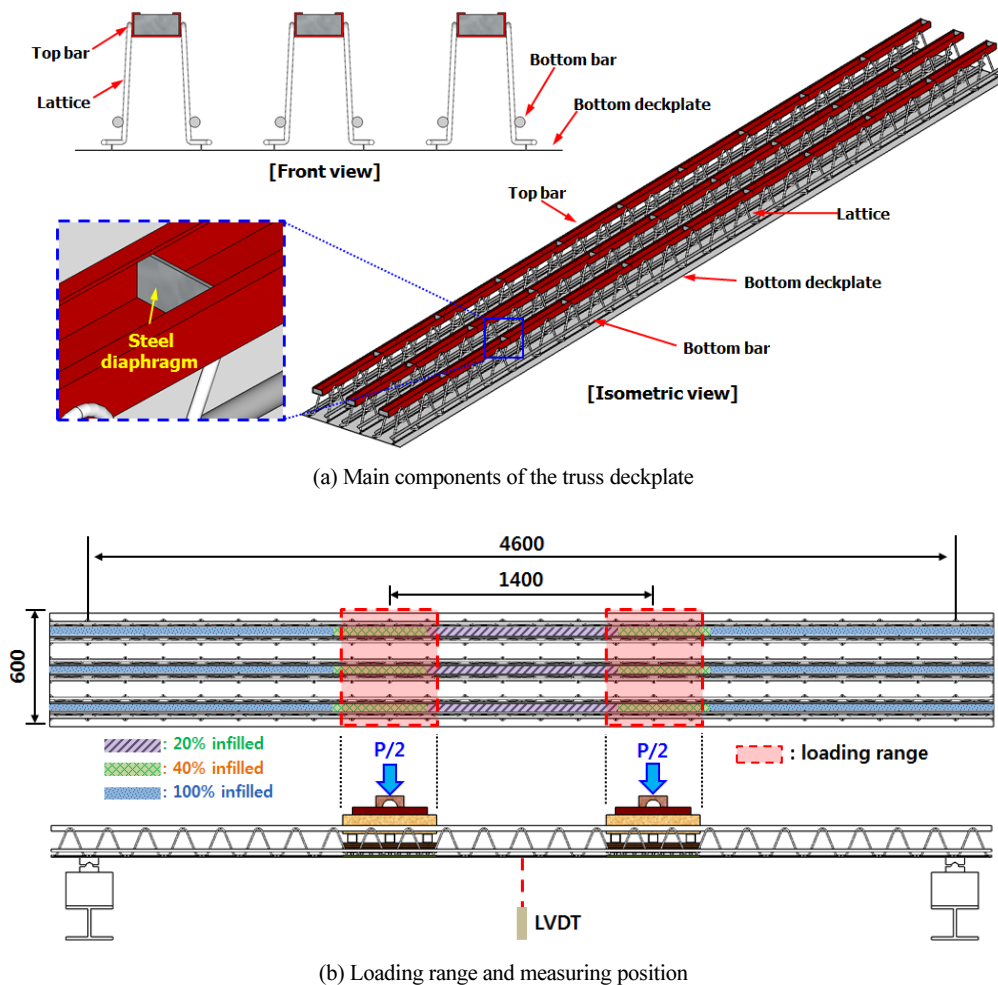 Top bar
Lattice
Bottom bar
Bottom deckplate
[Front view]
Top bar
Lattice
Bottom deckplate
Bottom bar
Steel
diaphragm
[Isometric view]
(a) Main components of the truss deckplate
4600
1400
600
: 20% infilled
: 40% infilled
: 100% infilled
P/2
P/2
: loading range
LVDT
(b) Loading range and measuring position